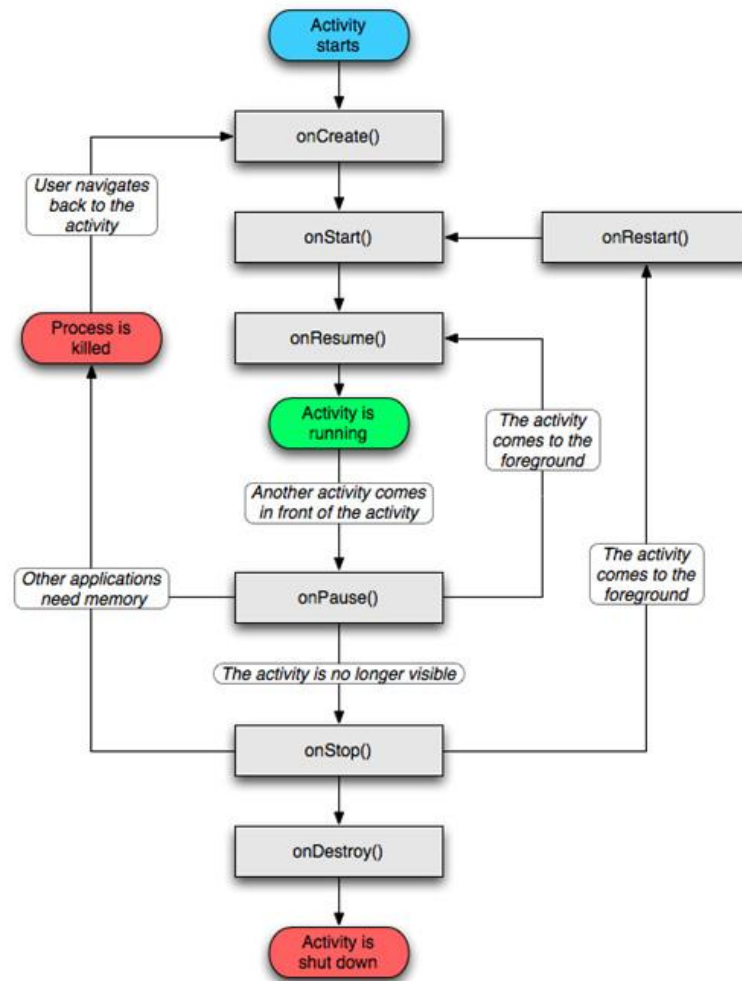 Activity
starts
onCreate()
User navigates
back to the
activity
onStart()
onRestart()
Process is
killed
onResume()
Activity is
running
The activity
comes to the
foreground
Another activity comes
in front of the activity
The activity
comes to the
foreground
Other applications
need memory
onPause()
The activity is no longer visible
onStop()
onDestroy()
Activity is
shut down